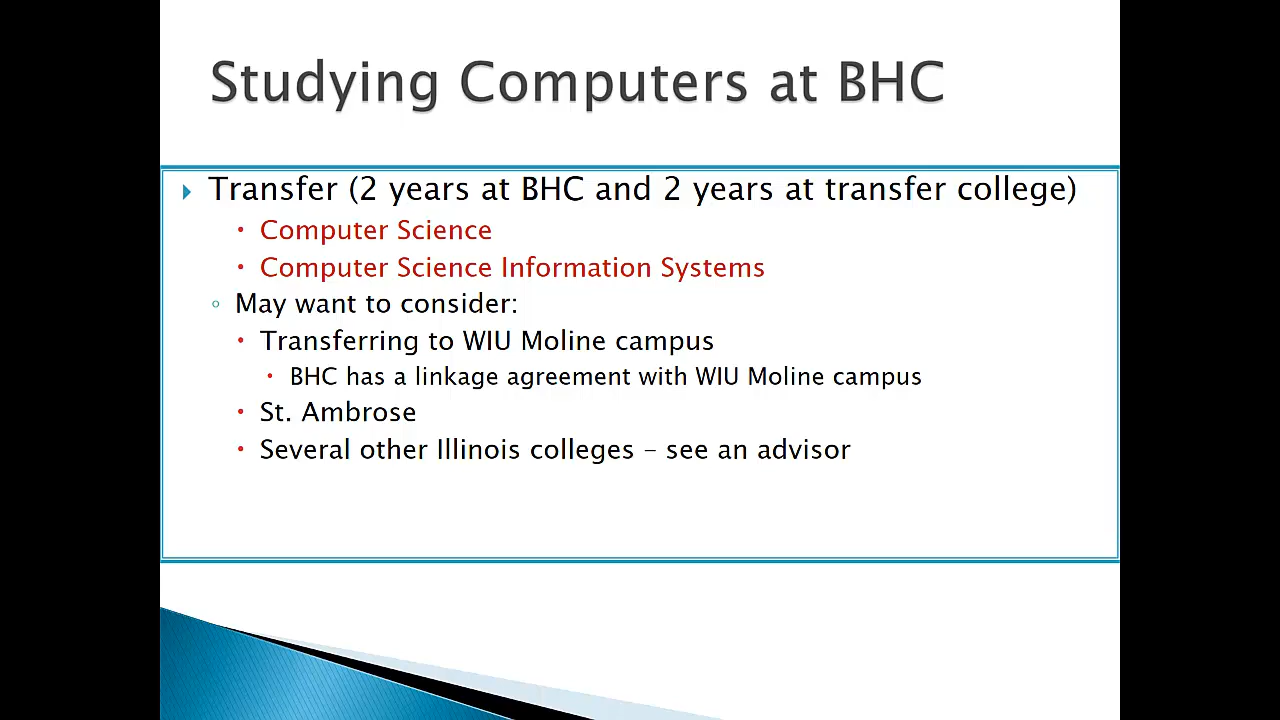 Studying Computers at BHC
Transfer (2 years at BHC and 2 years at transfer college)
Computer Science
Computer Science Information Systems
May want to consider:
Transferring to WIU Moline campus
BHC has a linkage agreement with WIU Moline campus
St. Ambrose
Several other Illinois colleges – see an advisor